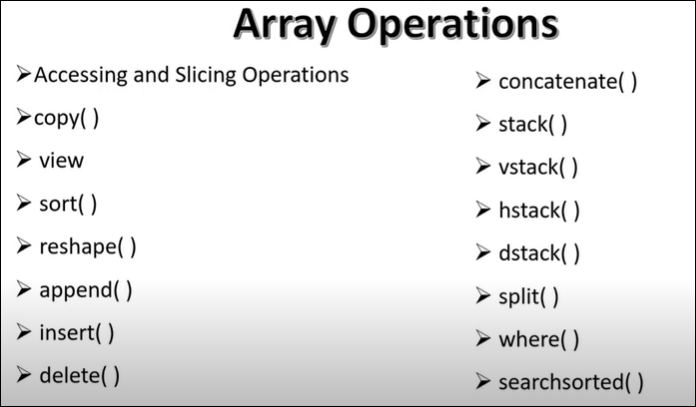 Array Operations
➢Accessing and Slicing Operations
➢copy( )
➢ view
➢ sort( )
➢ reshape( )
➢ append( )
➢ insert( )
➢ delete( )
➢ concatenate( )
➢ stack( )
➢ vstack( )
➢ hstack( )
➢ dstack( )
➢ split( )
➢ where( )
➢ searchsorted( )